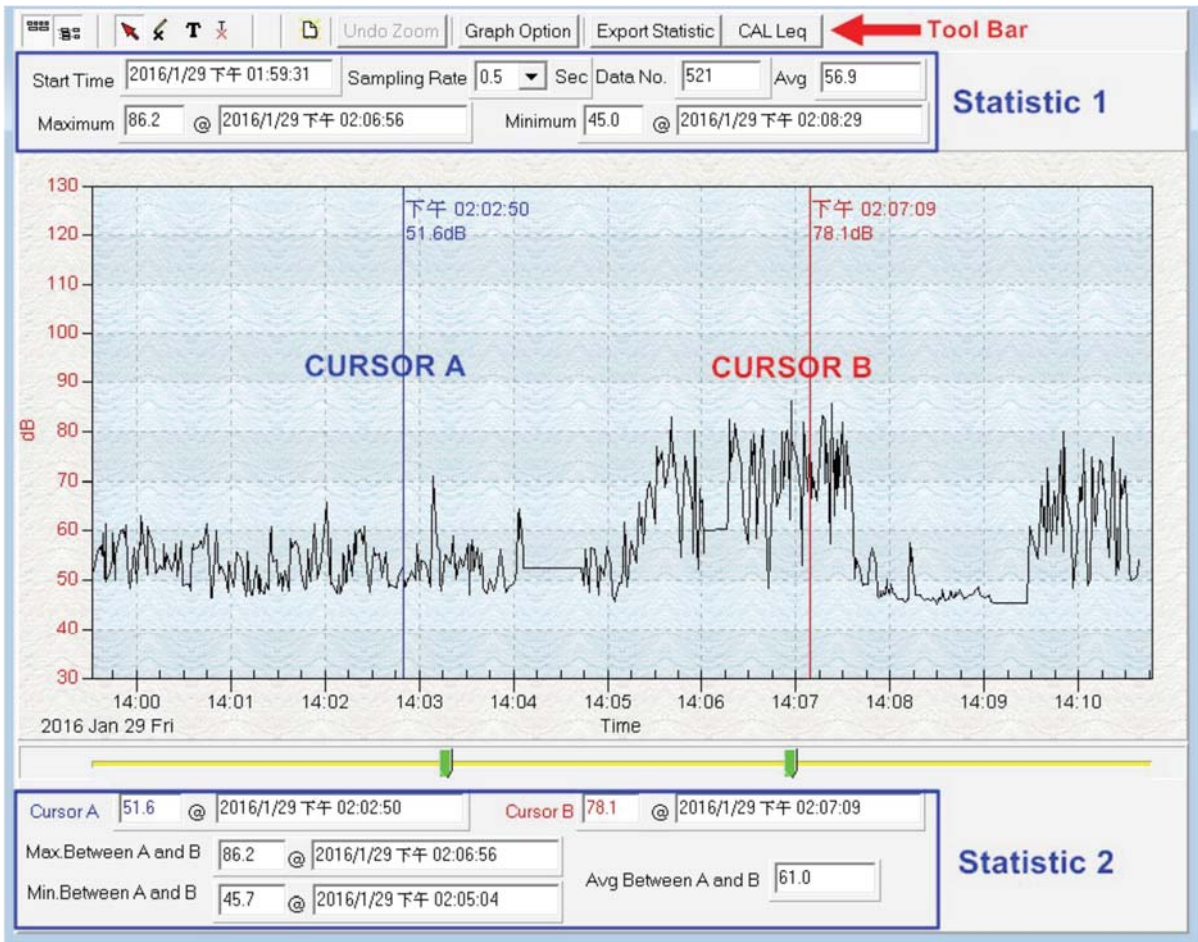 T Undo Zoom Graph Option Export Statistic CAL Leq Tool Bar
Start Time 2016/1/29 下午 01:59:31 Sampling Rate 0.5 Sec Data No. 521 Avg 56.9
Maximum 86.2 @ 2016/1/29 下午 02:06:56 Minimum 45.0 @ 2016/1/29 下午 02:08:29
Statistic 1
130
下午 02:02:50 下午 02:07:09
120 51.6dB 78.1dB
110
100
CURSOR A CURSOR B
90
dB
80
70
60
50
40
30
14:00 14:01 14:02 14:03 14:04 14:05 14:06 14:07 14:08 14:09 14:10
2016 Jan 29 Fri Time
Cursor A 51.6 @ 2016/1/29 下午 02:02:50 Cursor B 78.1 @ 2016/1/29 下午 02:07:09
Max.Between A and B 86.2 @ 2016/1/29 下午 02:06:56
Avg Between A and B 61.0
Min.Between A and B 45.7 @ 2016/1/29 下午 02:05:04
Statistic 2